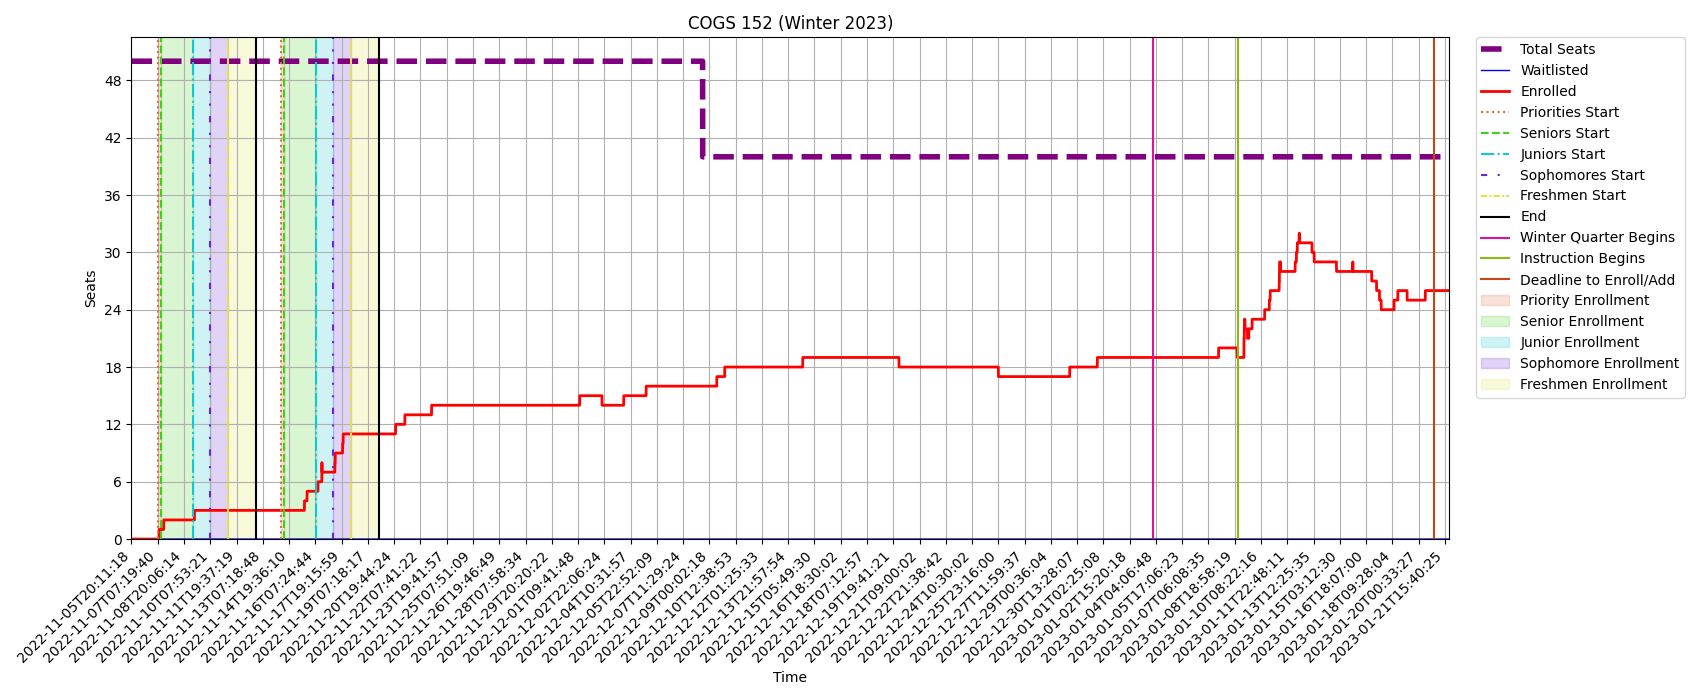 COGS 152 (Winter 2023)
Seats
48
42
36
30
24
18
12
6
0
2022-11-05T20:11:18
2022-11-07T07:19:40
2022-11-08T20:06:14
2022-11-10T07:53:21
2022-11-11T19:37:19
2022-11-13T07:18:48
2022-11-14T19:36:10
2022-11-16T07:24:44
2022-11-17T19:15:59
2022-11-19T07:18:17
2022-11-20T19:44:24
2022-11-22T07:41:22
2022-11-23T19:41:57
2022-11-25T07:51:09
2022-11-26T19:46:49
2022-11-28T07:58:34
2022-11-29T20:20:22
2022-12-01T09:41:48
2022-12-02T22:06:24
2022-12-04T10:31:57
2022-12-05T22:52:09
2022-12-07T11:29:24
2022-12-09T00:02:18
2022-12-10T12:38:53
2022-12-12T01:25:33
2022-12-13T21:57:54
2022-12-15T05:49:30
2022-12-16T18:30:02
2022-12-18T07:12:57
2022-12-19T19:41:21
2022-12-21T09:07:00
2022-12-22T21:38:42
2022-12-24T10:30:02
2022-12-25T23:16:00
2022-12-27T11:59:37
2022-12-29T00:36:04
2022-12-30T13:28:07
2023-01-01T02:25:08
2023-01-02T15:20:18
2023-01-04T04:06:48
2023-01-05T17:06:23
2023-01-07T06:08:35
2023-01-08T18:58:19
2023-01-10T08:22:16
2023-01-11T22:48:11
2023-01-13T13:25:35
2023-01-15T03:12:30
2023-01-16T18:07:00
2023-01-18T09:28:04
2023-01-20T00:33:27
2023-01-21T15:40:25
Time
Total Seats
Waitlisted
Enrolled
Priorities Start
Seniors Start
Juniors Start
Sophomores Start
Freshmen Start
End
Winter Quarter Begins
Instruction Begins
Deadline to Enroll/Add
Priority Enrollment
Senior Enrollment
Junior Enrollment
Sophomore Enrollment
Freshmen Enrollment